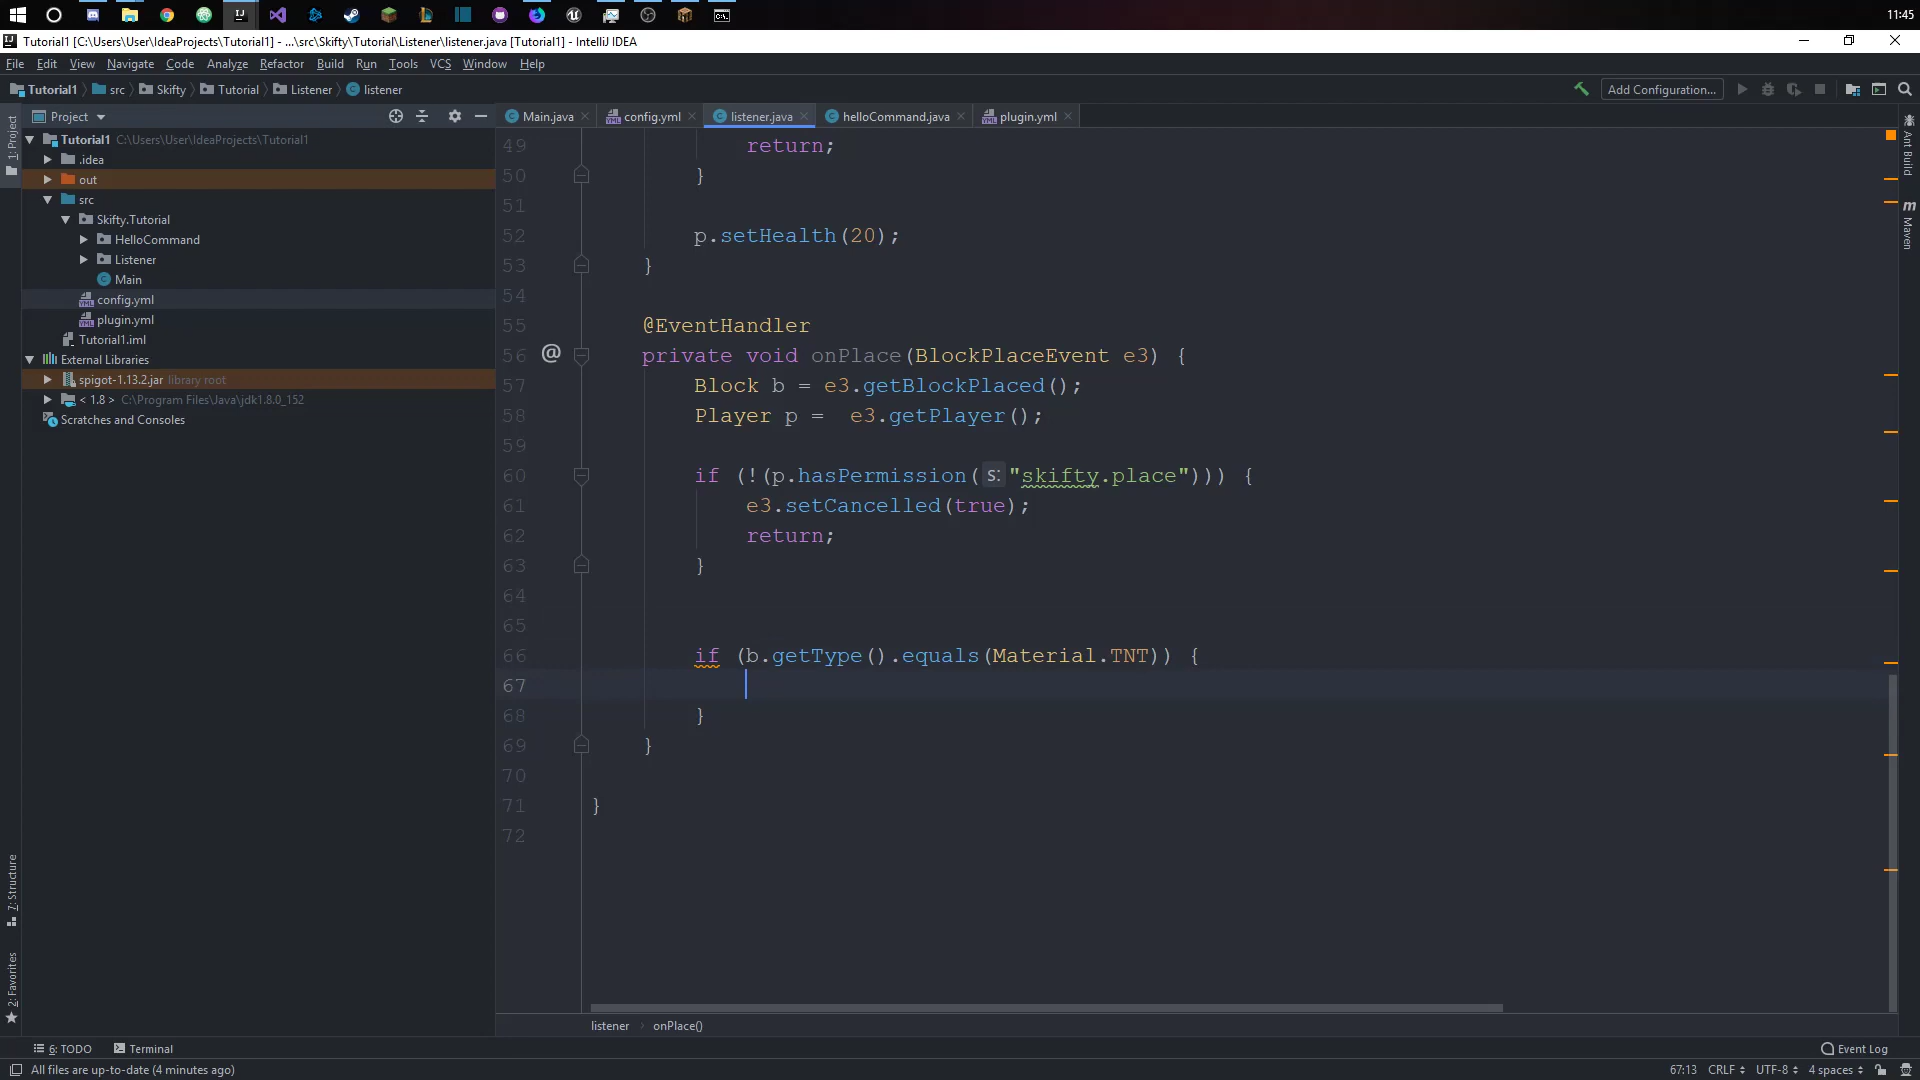 11:45
Tutorial1 [C:\Users\User\IdeaProjects\Tutorial1] - ...\src\Skifty\Tutorial\Listener\listener.java [Tutorial1] - IntelliJ IDEA
File Edit View Navigate Code Analyze Refactor Build Run Tools VCS Window Help
Tutorial1 src Skifty Tutorial Listener listener Add Configuration...
Project Main.java config.yml listener.java helloCommand.java plugin.yml
1: Project
Tutorial1 C:\Users\User\IdeaProjects\Tutorial1
.idea
out
src
Skifty.Tutorial
HelloCommand
Listener
Main
config.yml
plugin.yml
Tutorial1.iml
External Libraries
spigot-1.13.2.jar library root
< 1.8 > C:\Program Files\Java\jdk1.8.0_152
Scratches and Consoles
7: Structure
2: Favorites
49 return;
50 }
51
52 p.setHealth(20);
53 }
54
55 @EventHandler
56 @ private void onPlace(BlockPlaceEvent e3) {
57 Block b = e3.getBlockPlaced();
58 Player p =  e3.getPlayer();
59
60 if (!(p.hasPermission( s: "skifty.place"))) {
61 e3.setCancelled(true);
62 return;
63 }
64
65
66 if (b.getType().equals(Material.TNT)) {
67
68 }
69 }
70
71 }
72
Ant Build
m Maven
listener onPlace()
6: TODO Terminal Event Log
All files are up-to-date (4 minutes ago) 67:13 CRLF UTF-8 4 spaces